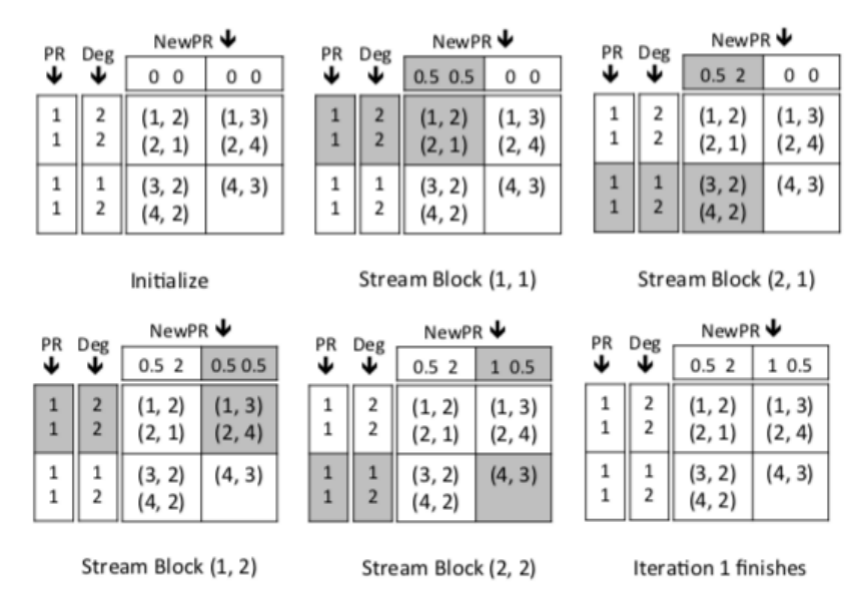 NewPR
PR Deg
0 0 0 0
1 2 (1, 2) (1, 3)
1 2 (2, 1) (2, 4)
1 1 (3, 2) (4, 3)
1 2 (4, 2)
Initialize
NewPR
PR Deg
0.5 0.5 0 0
1 2 (1, 2) (1, 3)
1 2 (2, 1) (2, 4)
1 1 (3, 2) (4, 3)
1 2 (4, 2)
Stream Block (1, 1)
NewPR
PR Deg
0.5 2 0 0
1 2 (1, 2) (1, 3)
1 2 (2, 1) (2, 4)
1 1 (3, 2) (4, 3)
1 2 (4, 2)
Stream Block (2, 1)
NewPR
PR Deg
0.5 2 0.5 0.5
1 2 (1, 2) (1, 3)
1 2 (2, 1) (2, 4)
1 1 (3, 2) (4, 3)
1 2 (4, 2)
Stream Block (1, 2)
NewPR
PR Deg
0.5 2 1 0.5
1 2 (1, 2) (1, 3)
1 2 (2, 1) (2, 4)
1 1 (3, 2) (4, 3)
1 2 (4, 2)
Stream Block (2, 2)
NewPR
PR Deg
0.5 2 1 0.5
1 2 (1, 2) (1, 3)
1 2 (2, 1) (2, 4)
1 1 (3, 2) (4, 3)
1 2 (4, 2)
Iteration 1 finishes